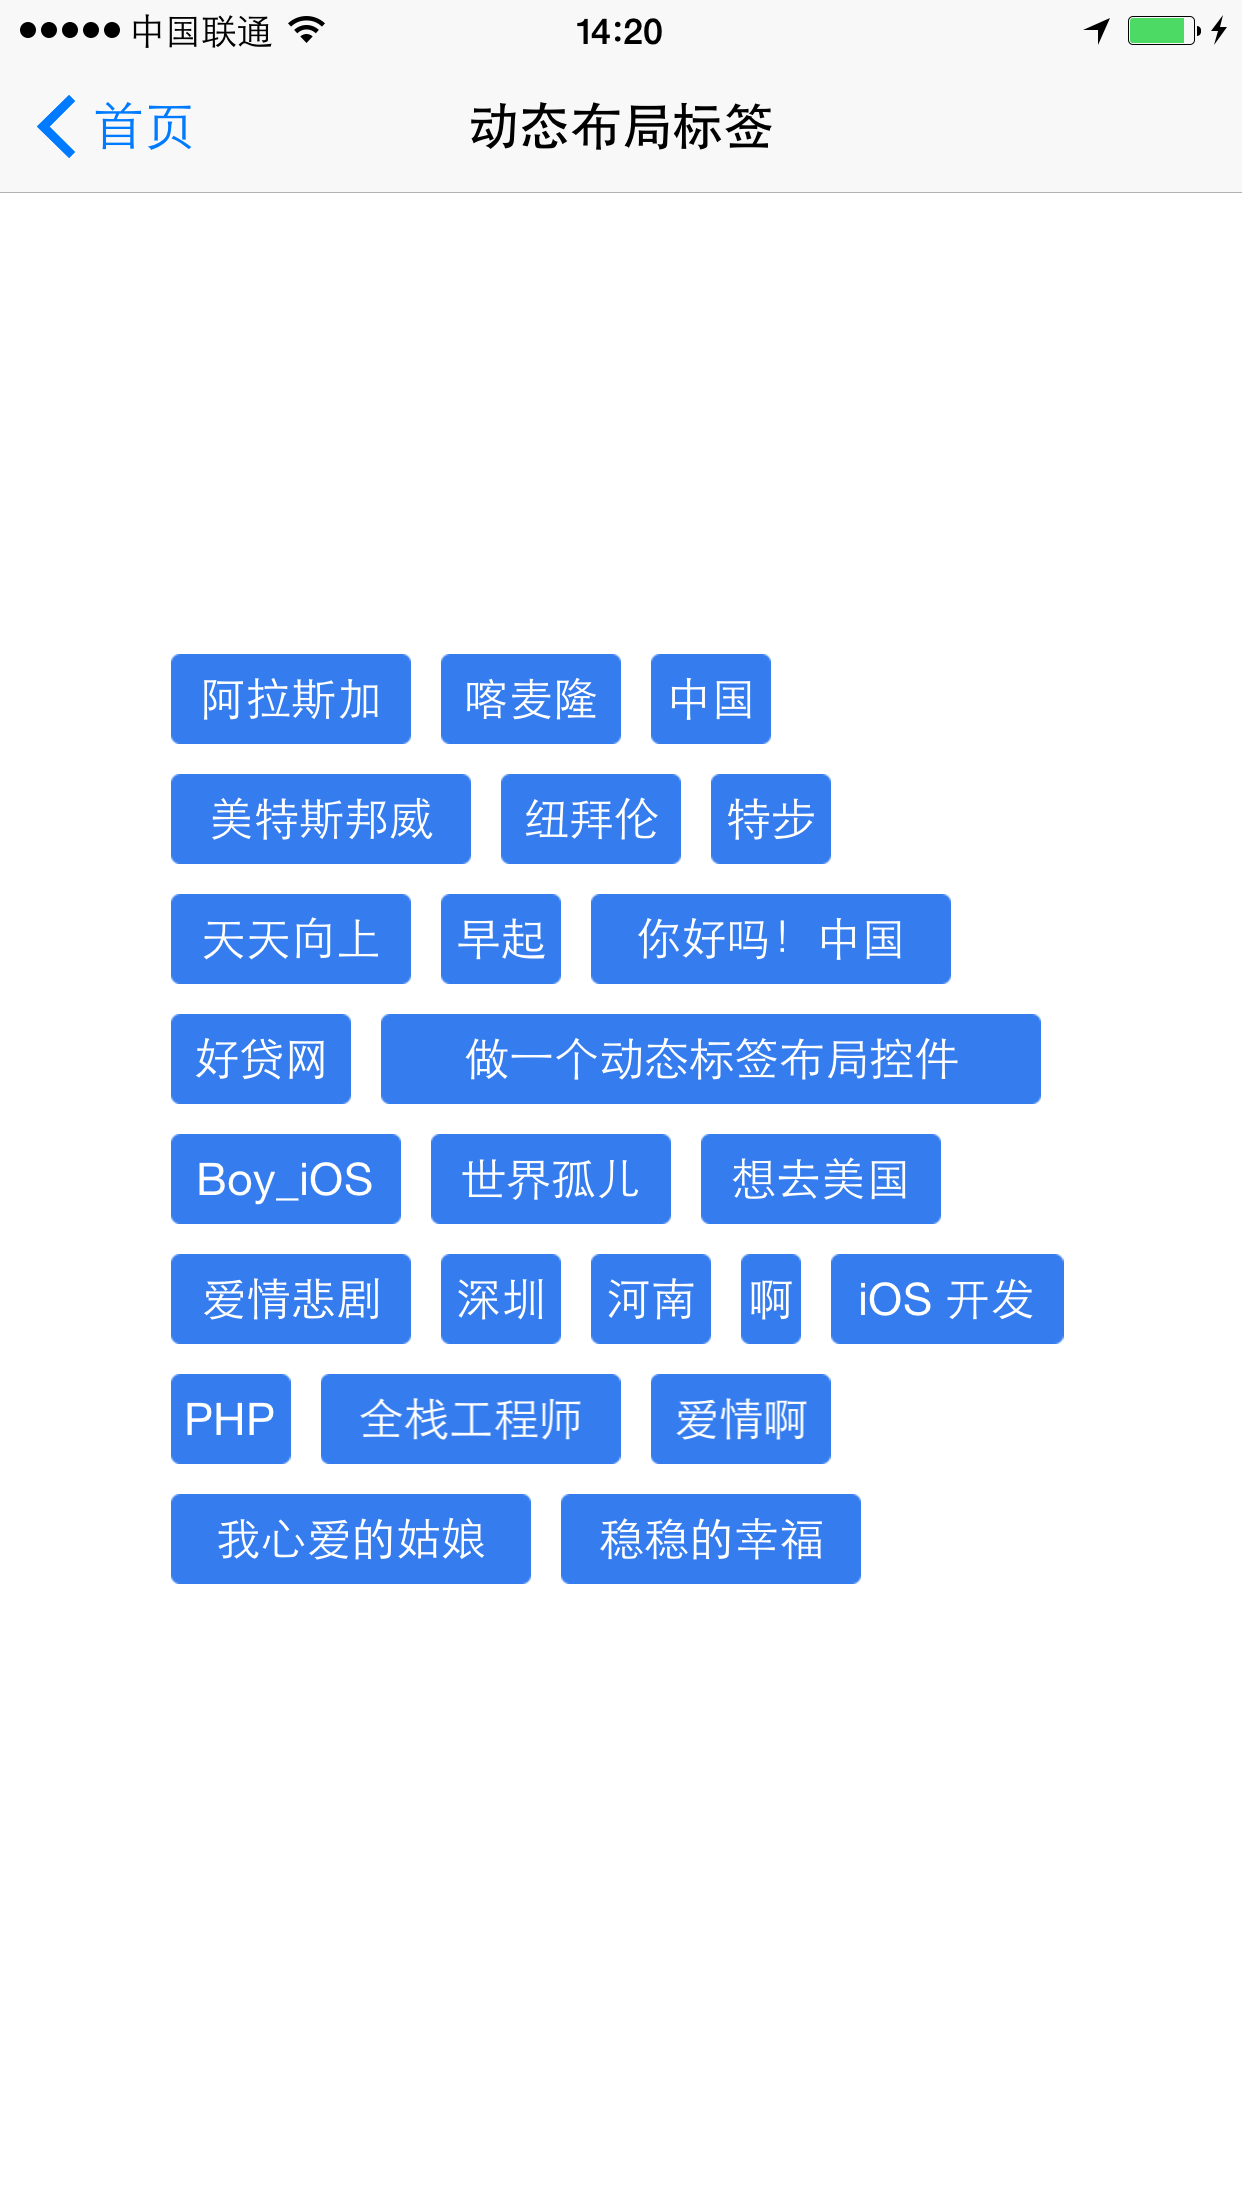 中国联通 14:20
首页 动态布局标签
阿拉斯加 喀麦隆 中国
美特斯邦威 纽拜伦 特步
天天向上 早起 你好吗！中国
好贷网 做一个动态标签布局控件
Boy_iOS 世界孤儿 想去美国
爱情悲剧 深圳 河南 啊 iOS 开发
PHP 全栈工程师 爱情啊
我心爱的姑娘 稳稳的幸福